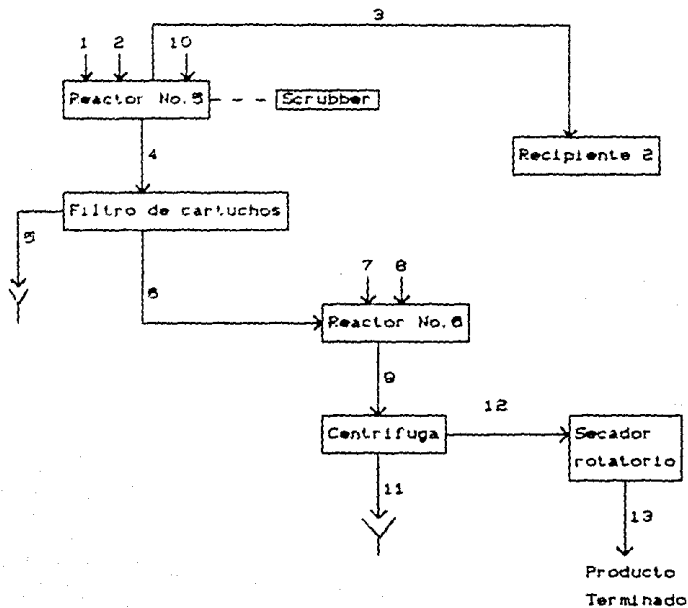 3
1 2 10
Reactor No.5
Scrubber
4
Recipiente 2
Filtro de cartuchos
5
6
7 8
Reactor No.6
9
12
Centrifuga
Secador
rotatorio
11
13
Producto
Terminado